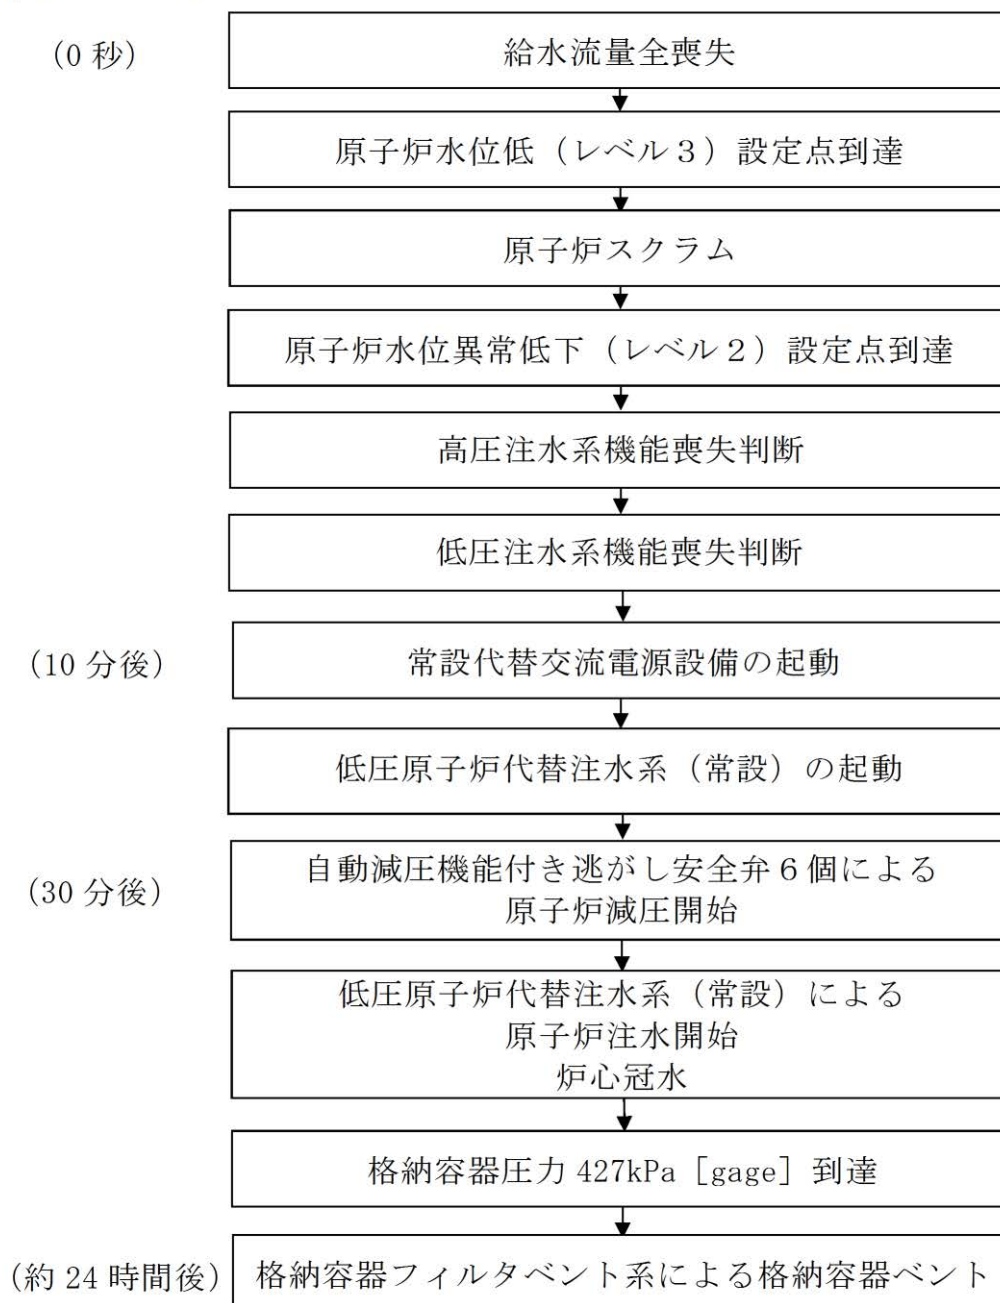 (0 秒)
給水流量全喪失
原子炉水位低(レベル3)設定点到達
原子炉スクラム
原子炉水位異常低下(レベル2)設定点到達
高圧注水系機能喪失判断
低圧注水系機能喪失判断
(10 分後)
常設代替交流電源設備の起動
低圧原子炉代替注水系(常設)の起動
(30 分後)
自動減圧機能付き逃がし安全弁6個による
原子炉減圧開始
低圧原子炉代替注水系(常設)による
原子炉注水開始
炉心冠水
格納容器圧力 427kPa[gage]到達
(約 24 時間後)
格納容器フィルタベント系による格納容器ベント